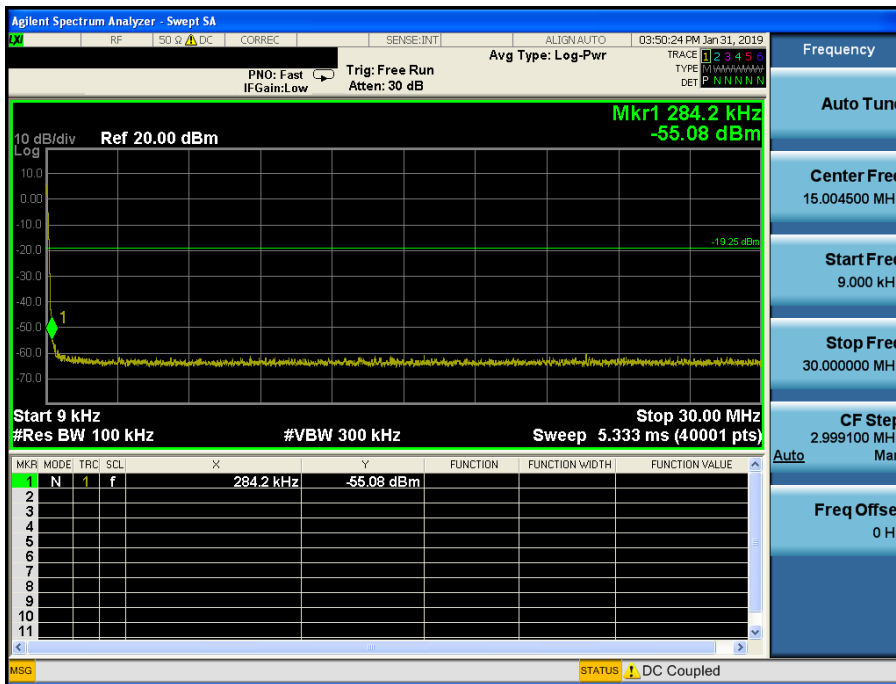 Agilent Spectrum Analyzer - Swept SA
LXI RF 50 Ω DC CORREC SENSE:INT ALIGNAUTO 03:50:24 PM Jan 31, 2019
PNO: Fast
IFGain:Low
Trig: Free Run
Atten: 30 dB
Avg Type: Log-Pwr
TRACE 1 2 3 4 5 6
TYPE M W W W W W
DET P N N N N N
Mkr1 284.2 kHz
-55.08 dBm
10 dB/div Ref 20.00 dBm
Log
10.0
0.00
-10.0
-20.0
-30.0
-40.0
-50.0
-60.0
-70.0
-19.25 dBm
1
Start 9 kHz Stop 30.00 MHz
#Res BW 100 kHz #VBW 300 kHz Sweep 5.333 ms (40001 pts)
MKR MODE TRC SCL X Y FUNCTION FUNCTION WIDTH FUNCTION VALUE
1 N 1 f 284.2 kHz -55.08 dBm
2
3
4
5
6
7
8
9
10
11
MSG STATUS DC Coupled
Frequency
Auto Tun
Center Fre
15.004500 MH
Start Fre
9.000 kH
Stop Fre
30.000000 MH
CF Step
2.999100 MH
Auto Man
Freq Offse
0 H